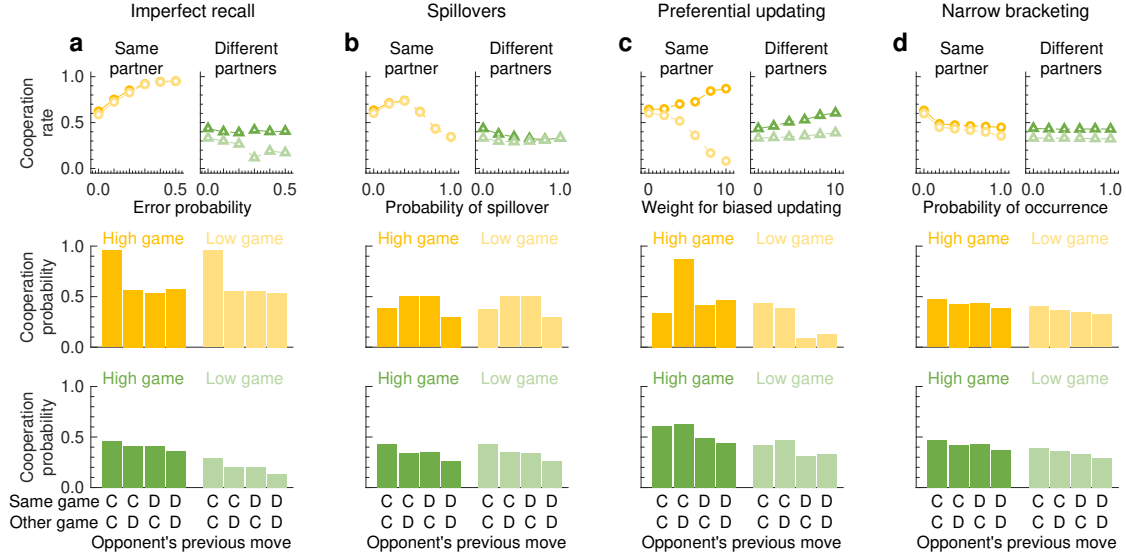 Imperfect recall Spillovers Preferential updating Narrow bracketing
a Same partner Different partners b Same partner Different partners c Same partner Different partners d Same partner Different partners
Cooperation rate
1.0
0.5
0.0
0.0 0.5 0.0 0.5 0.0 1.0 0.0 1.0 0 10 0 10 0.0 1.0 0.0 1.0
Error probability Probability of spillover Weight for biased updating Probability of occurrence
Cooperation probability
1.0
0.5
0.0
High game Low game High game Low game High game Low game High game Low game
Cooperation probability
1.0
0.5
0.0
High game Low game High game Low game High game Low game High game Low game
Same game C C D D C C D D C C D D C C D D C C D D C C D D C C D D C C D D
Other game C D C D C D C D C D C D C D C D C D C D C D C D C D C D C D C D
Opponent's previous move Opponent's previous move Opponent's previous move Opponent's previous move